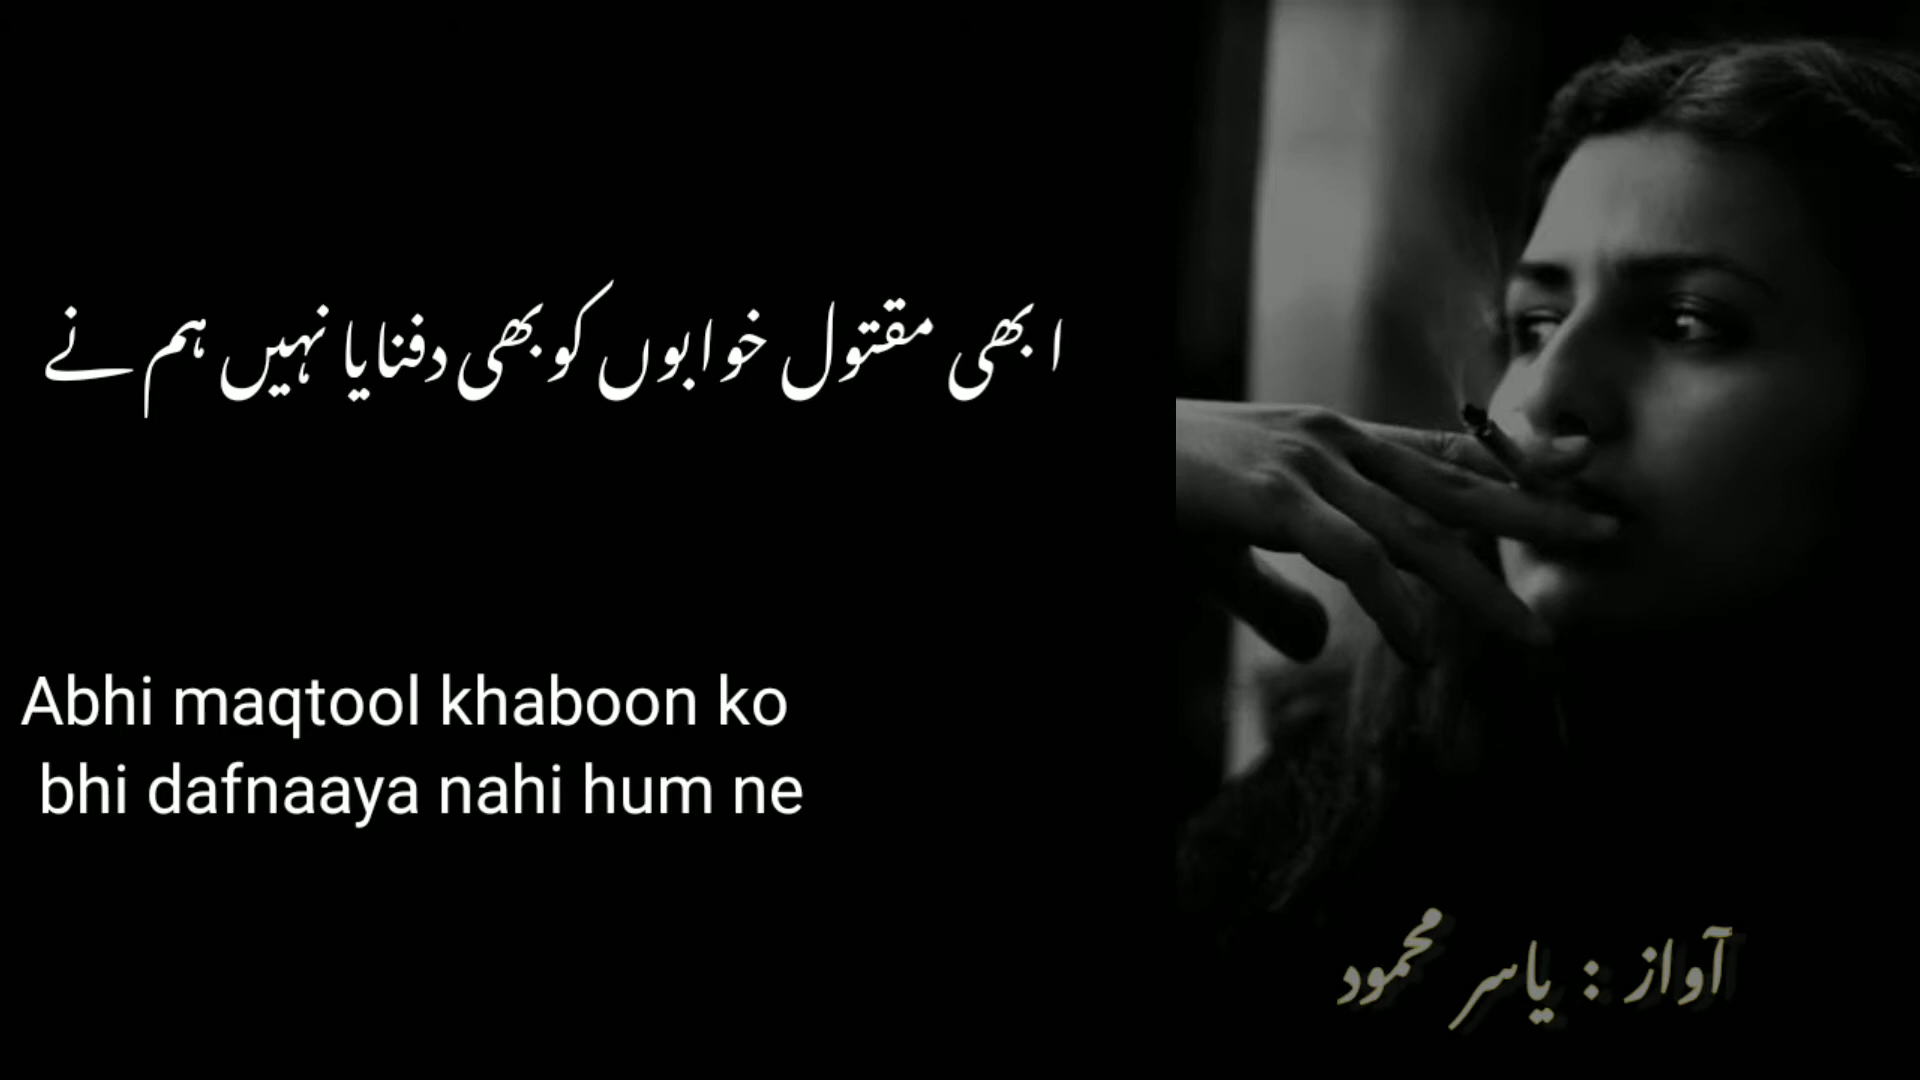 ابھی مقتول خوابوں کو بھی دفنایا نہیں ہم نے
Abhi maqtool khaboon ko
bhi dafnaaya nahi hum ne
آواز : یاسر محمود